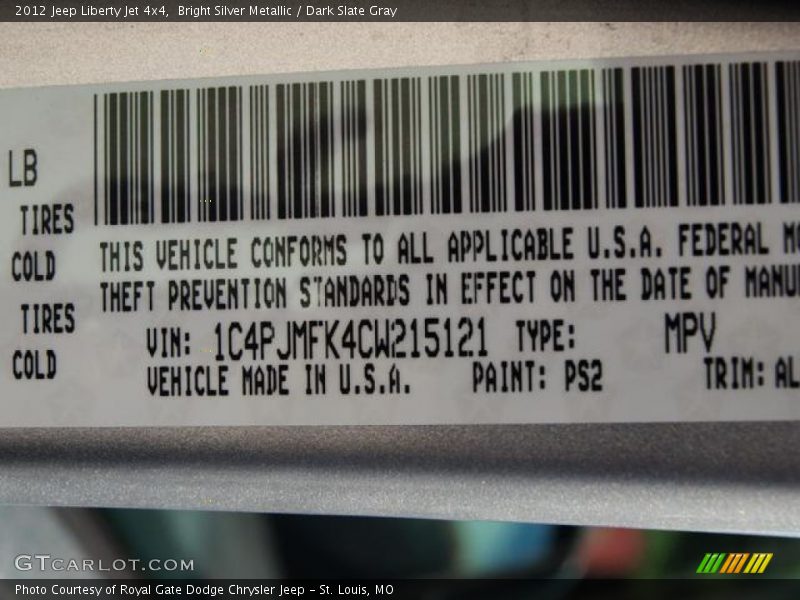 2012 Jeep Liberty Jet 4x4, Bright Silver Metallic / Dark Slate Gray
LB
TIRES
COLD
TIRES
COLD
THIS VEHICLE CONFORMS TO ALL APPLICABLE U.S.A. FEDERAL
THEFT PREVENTION STANDARDS IN EFFECT ON THE DATE OF MANU
VIN: 1C4PJMFK4CW215121 TYPE: MPV
VEHICLE MADE IN U.S.A. PAINT: PS2 TRIM: AL
GTCARLOT.COM
Photo Courtesy of Royal Gate Dodge Chrysler Jeep - St. Louis, MO